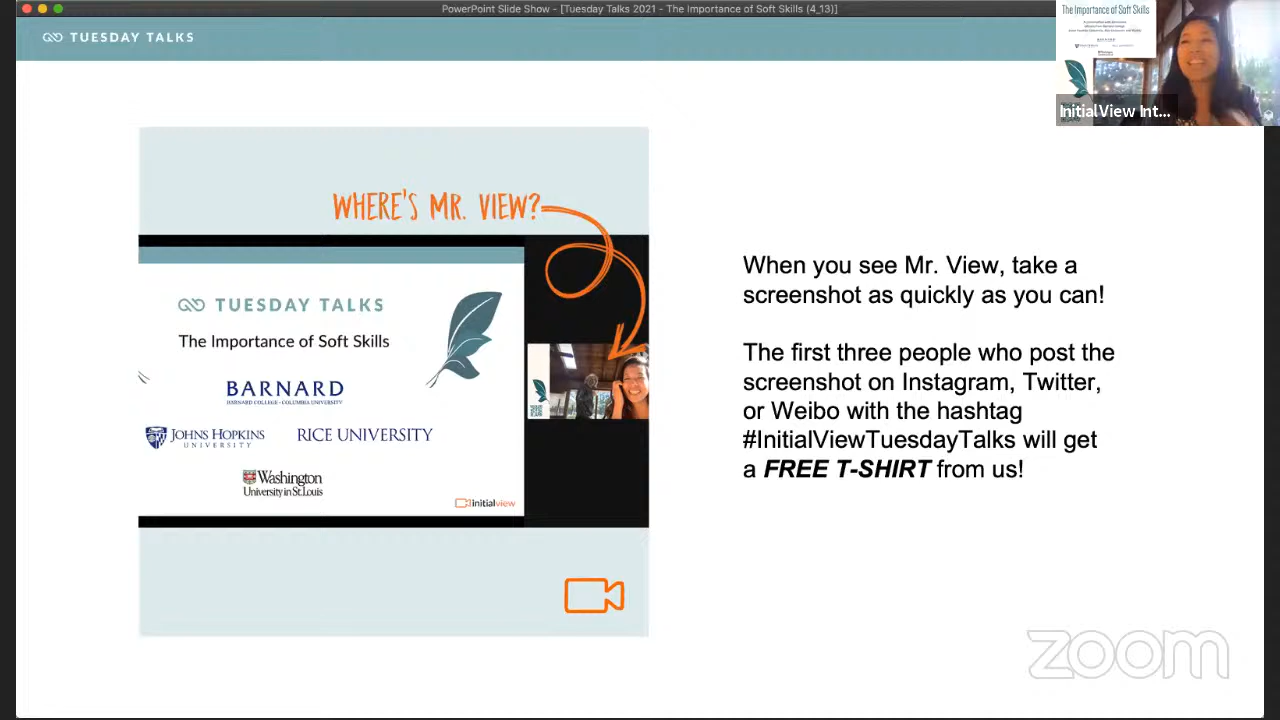 PowerPoint Slide Show - [Tuesday Talks 2021 - The Importance of Soft Skills (4_13)]
TUESDAY TALKS
The Importance of Soft Skills
BARNARD
InitialView Int...
WHERE'S MR. VIEW?
TUESDAY TALKS
The Importance of Soft Skills
BARNARD
BARNARD COLLEGE · COLUMBIA UNIVERSITY
JOHNS HOPKINS
UNIVERSITY
RICE UNIVERSITY
Washington
University in St. Louis
initialview
When you see Mr. View, take a
screenshot as quickly as you can!
The first three people who post the
screenshot on Instagram, Twitter,
or Weibo with the hashtag
#InitialViewTuesdayTalks will get
a FREE T-SHIRT from us!
zoom